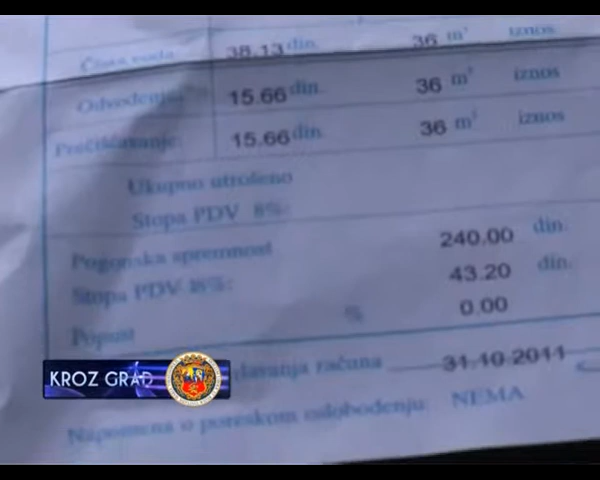 Čista voda: 38.13 din. 36 m³ iznos
Odvođenje: 15.66 din. 36 m³ iznos
Prečišćavanje: 15.66 din. 36 m³ iznos
Ukupno utrošeno
Stopa PDV 8%:
Pogonska spremnost 240.00 din.
Stopa PDV 18%: 43.20 din.
Popust % 0.00
davanja računa 31.10.2011
Napomena o poreskom oslobođenju: NEMA
KROZ GRAD